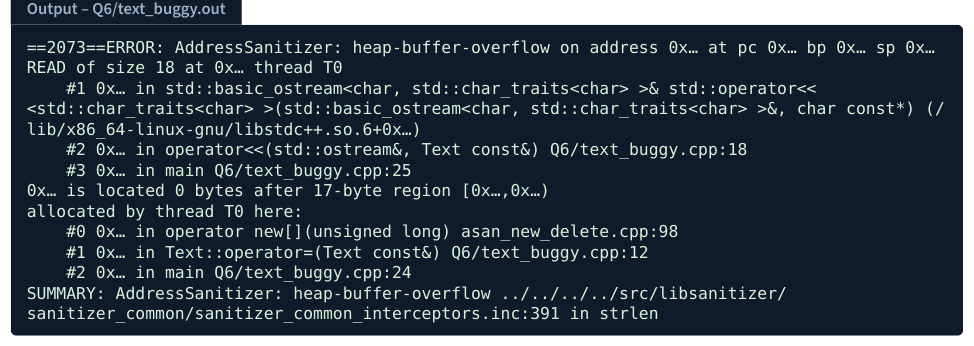 Output – Q6/text_buggy.out
==2073==ERROR: AddressSanitizer: heap-buffer-overflow on address 0x… at pc 0x… bp 0x… sp 0x…
READ of size 18 at 0x… thread T0
    #1 0x… in std::basic_ostream<char, std::char_traits<char> >& std::operator<<
<std::char_traits<char> >(std::basic_ostream<char, std::char_traits<char> >&, char const*) (/
lib/x86_64-linux-gnu/libstdc++.so.6+0x…)
    #2 0x… in operator<<(std::ostream&, Text const&) Q6/text_buggy.cpp:18
    #3 0x… in main Q6/text_buggy.cpp:25
0x… is located 0 bytes after 17-byte region [0x…,0x…)
allocated by thread T0 here:
    #0 0x… in operator new[](unsigned long) asan_new_delete.cpp:98
    #1 0x… in Text::operator=(Text const&) Q6/text_buggy.cpp:12
    #2 0x… in main Q6/text_buggy.cpp:24
SUMMARY: AddressSanitizer: heap-buffer-overflow ../../../../src/libsanitizer/
sanitizer_common/sanitizer_common_interceptors.inc:391 in strlen